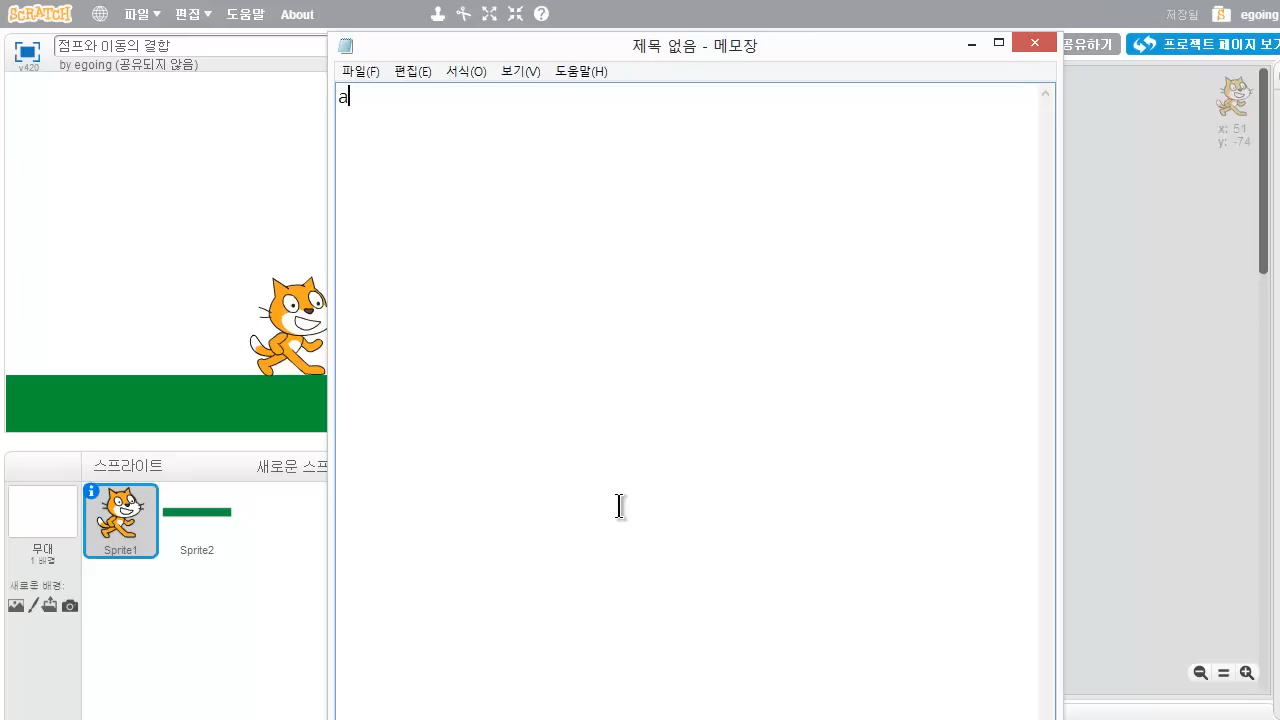 SCRATCH 파일 편집 도움말 About 저장됨 egoing
v420 점프와 이동의 결합
by egoing (공유되지 않음)
제목 없음 - 메모장
공유하기 프로젝트 페이지 보기
파일(F) 편집(E) 서식(O) 보기(V) 도움말(H)
a
x: 51
y: -74
스프라이트 새로운 스프
무대
1 배경
Sprite1 Sprite2
새로운 배경: